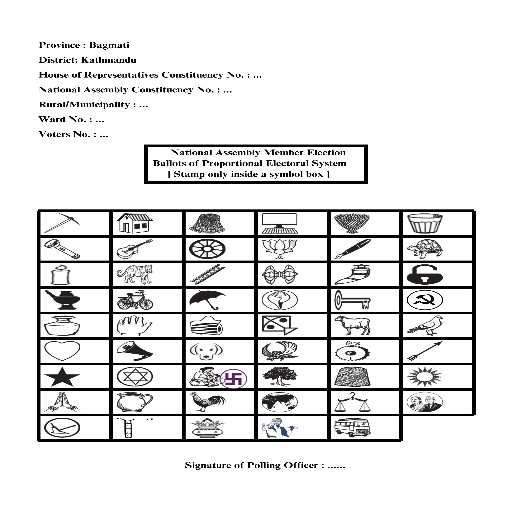 Province : Bagmati
District: Kathmandu
House of Representatives Constituency No. : ...
National Assembly Constituency No. : ...
Rural/Municipality : ...
Ward No. : ...
Voters No. : ...
National Assembly Member Election
Ballots of Proportional Electoral System
[ Stamp only inside a symbol box ]
Signature of Polling Officer : ......